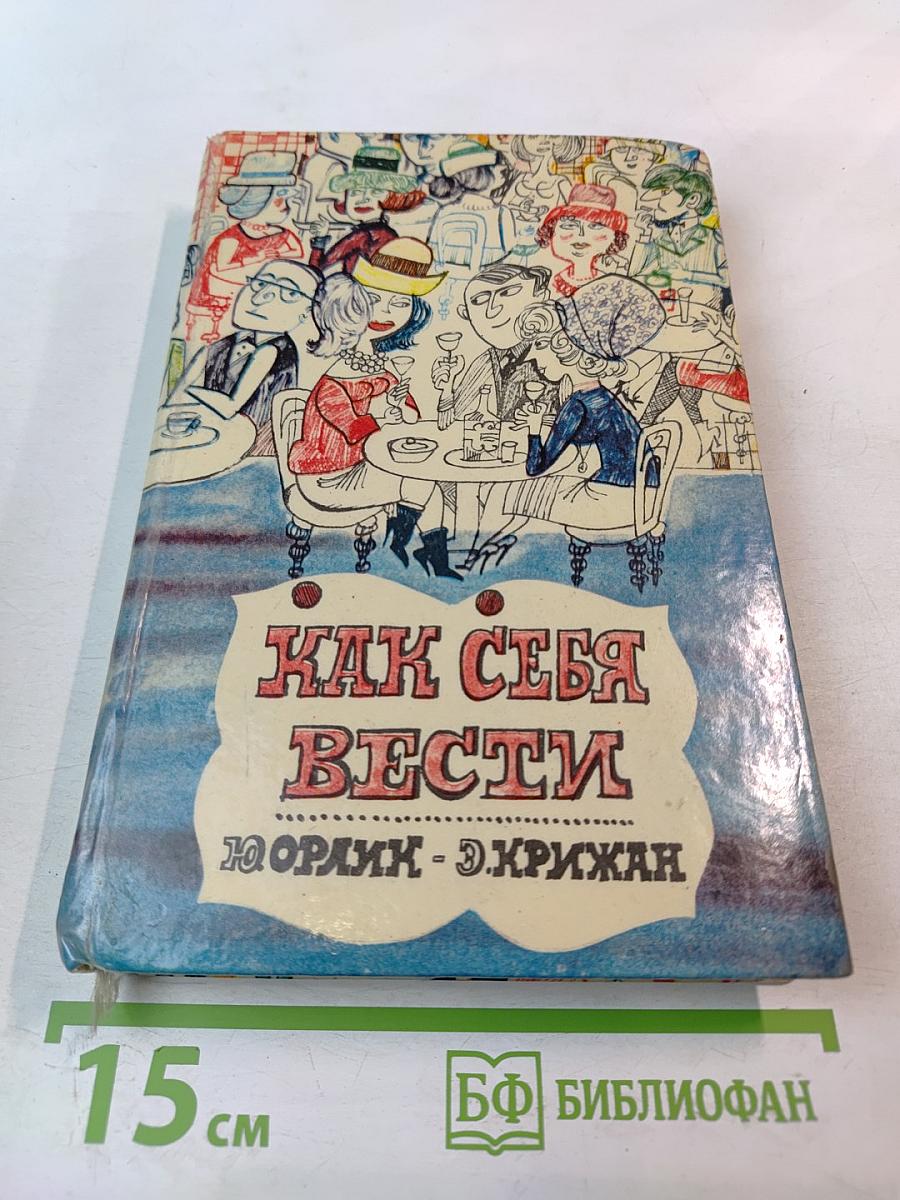 КАК СЕБЯ
ВЕСТИ
Ю.ОРЛИК - Э.КРИЖАН
15 см
БФ БИБЛИОФАН